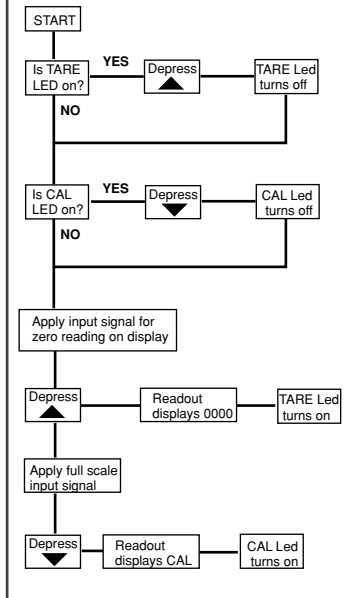 START
Is TARE
LED on?
YES
Depress
TARE Led
turns off
NO
Is CAL
LED on?
YES
Depress
CAL Led
turns off
NO
Apply input signal for
zero reading on display
Depress
Readout
displays 0000
TARE Led
turns on
Apply full scale
input signal
Depress
Readout
displays CAL
CAL Led
turns on